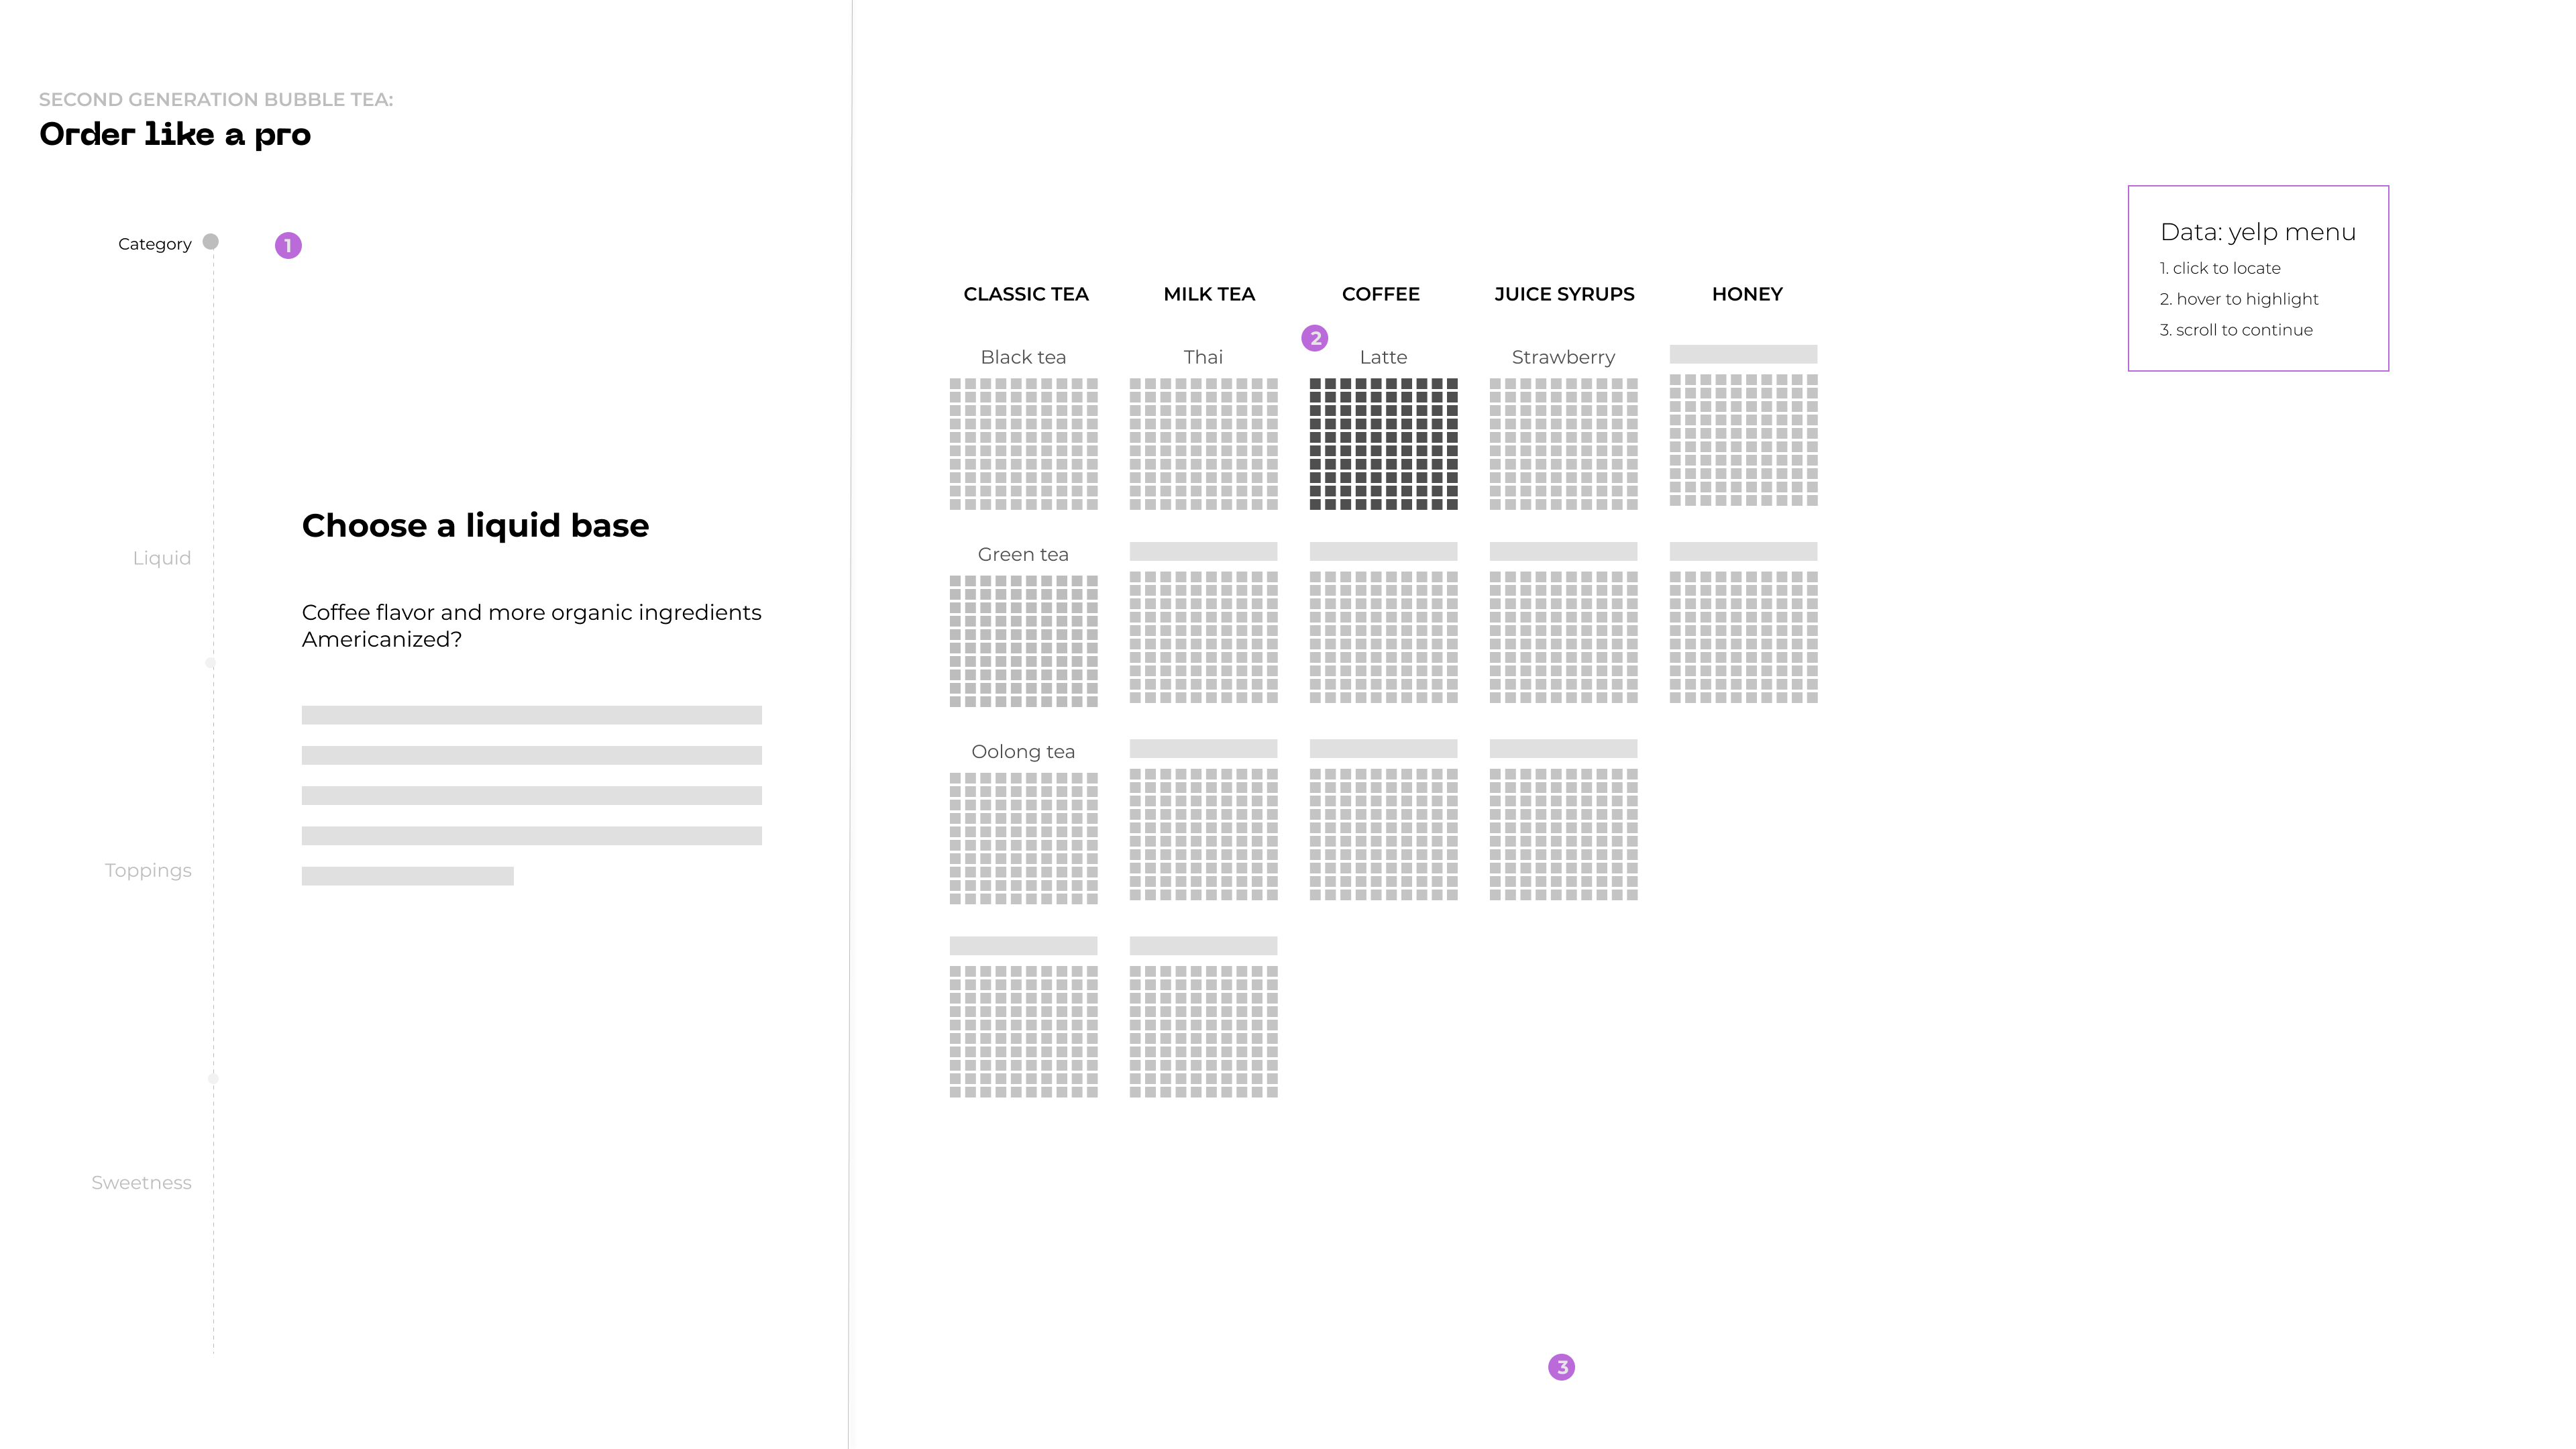 SECOND GENERATION BUBBLE TEA:
Order like a pro
Category
1
Liquid
Toppings
Sweetness
Choose a liquid base
Coffee flavor and more organic ingredients
Americanized?
CLASSIC TEA MILK TEA COFFEE JUICE SYRUPS HONEY
2
Black tea Thai Latte Strawberry
Green tea
Oolong tea
3
Data: yelp menu
1. click to locate
2. hover to highlight
3. scroll to continue